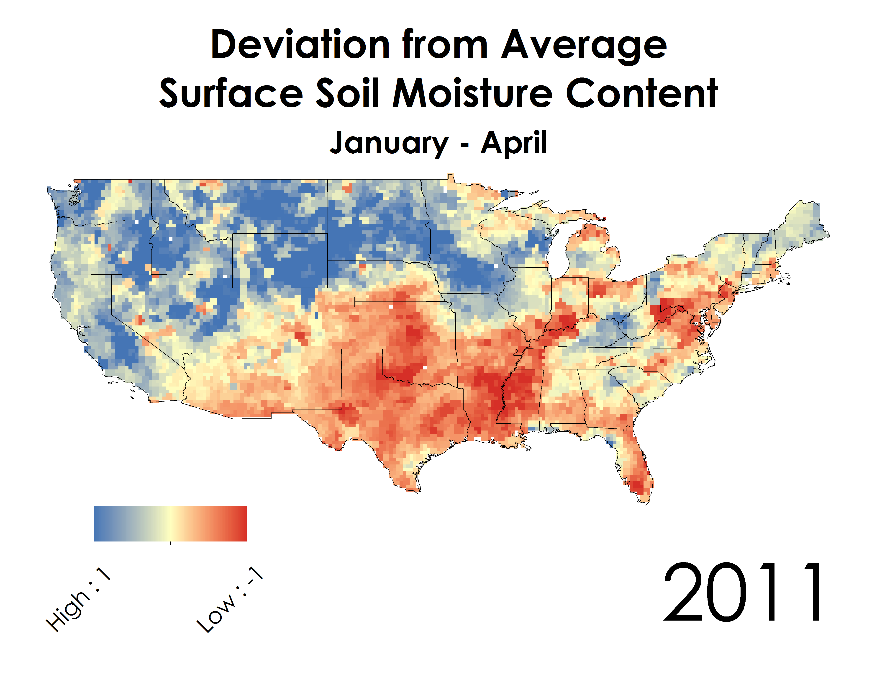 Deviation from Average
Surface Soil Moisture Content
January - April
High : 1
Low : -1
2011